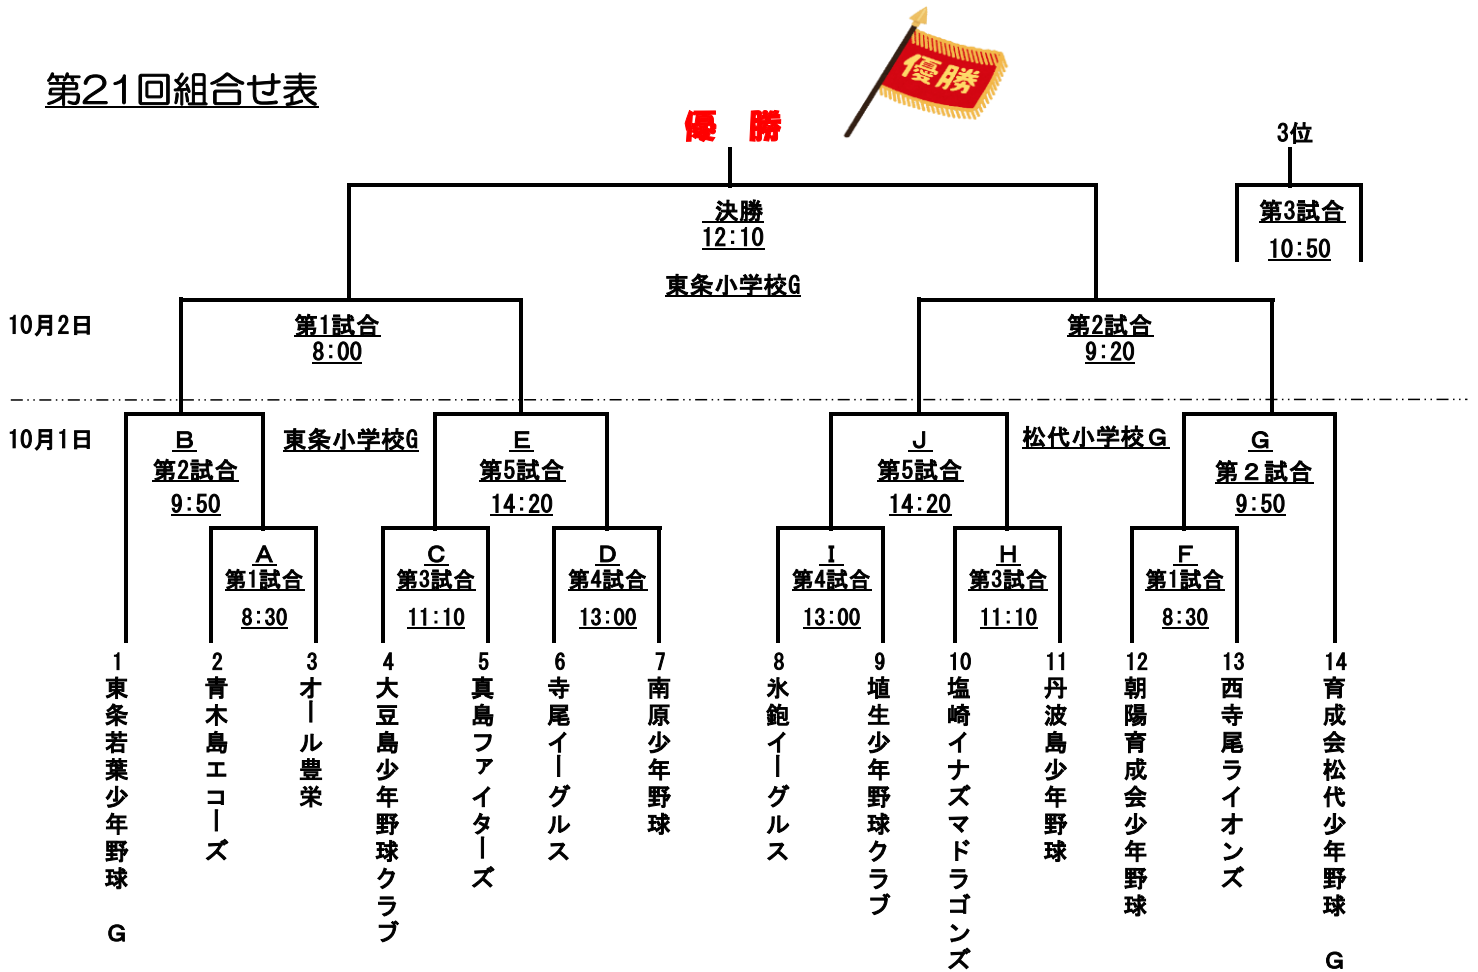 優勝
第21回組合せ表
優　勝
3位
決勝
12:10
第3試合
10:50
東条小学校G
10月2日
第1試合
8:00
第2試合
9:20
10月1日
B
第2試合
9:50
東条小学校G
E
第5試合
14:20
J
第5試合
14:20
松代小学校G
G
第２試合
9:50
A
第1試合
8:30
C
第3試合
11:10
D
第4試合
13:00
I
第4試合
13:00
H
第3試合
11:10
F
第1試合
8:30
1 東条若葉少年野球　G
2 青木島エコーズ
3 オール豊栄
4 大豆島少年野球クラブ
5 真島ファイターズ
6 寺尾イーグルス
7 南原少年野球
8 氷鉋イーグルス
9 埴生少年野球クラブ
10 塩崎イナズマドラゴンズ
11 丹波島少年野球
12 朝陽育成会少年野球
13 西寺尾ライオンズ
14 育成会松代少年野球　G